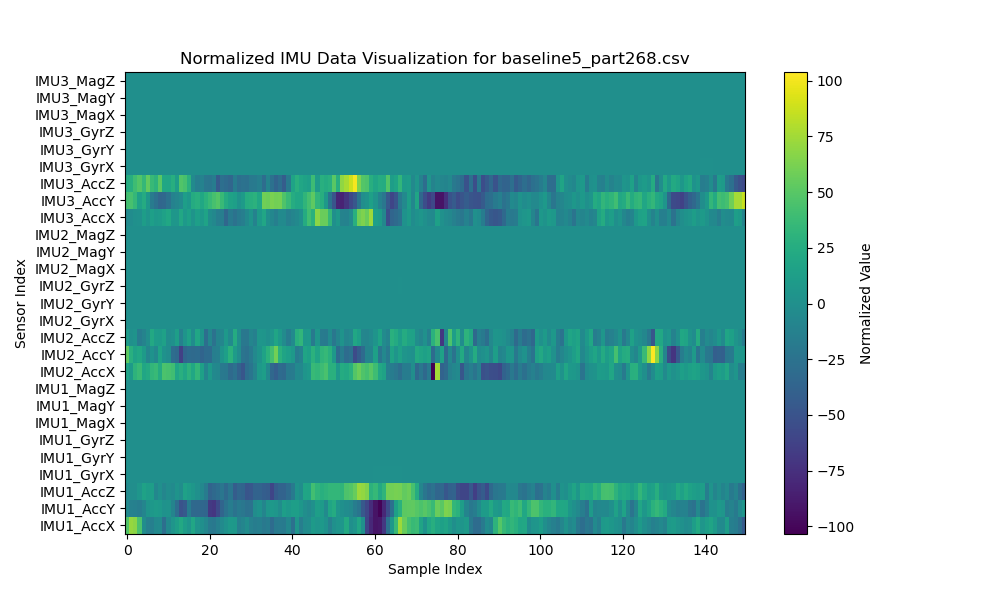 Normalized IMU Data Visualization for baseline5_part268.csv
IMU3_MagZ
IMU3_MagY
IMU3_MagX
IMU3_GyrZ
IMU3_GyrY
IMU3_GyrX
IMU3_AccZ
IMU3_AccY
IMU3_AccX
IMU2_MagZ
IMU2_MagY
IMU2_MagX
IMU2_GyrZ
IMU2_GyrY
IMU2_GyrX
IMU2_AccZ
IMU2_AccY
IMU2_AccX
IMU1_MagZ
IMU1_MagY
IMU1_MagX
IMU1_GyrZ
IMU1_GyrY
IMU1_GyrX
IMU1_AccZ
IMU1_AccY
IMU1_AccX
Sensor Index
0 20 40 60 80 100 120 140
Sample Index
100
75
50
25
0
−25
−50
−75
−100
Normalized Value